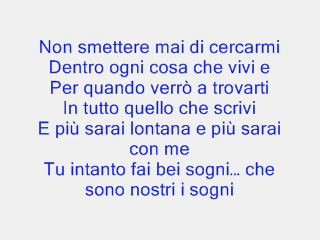 Non smettere mai di cercarmi
Dentro ogni cosa che vivi e
Per quando verrò a trovarti
In tutto quello che scrivi
E più sarai lontana e più sarai
con me
Tu intanto fai bei sogni... che
sono nostri i sogni